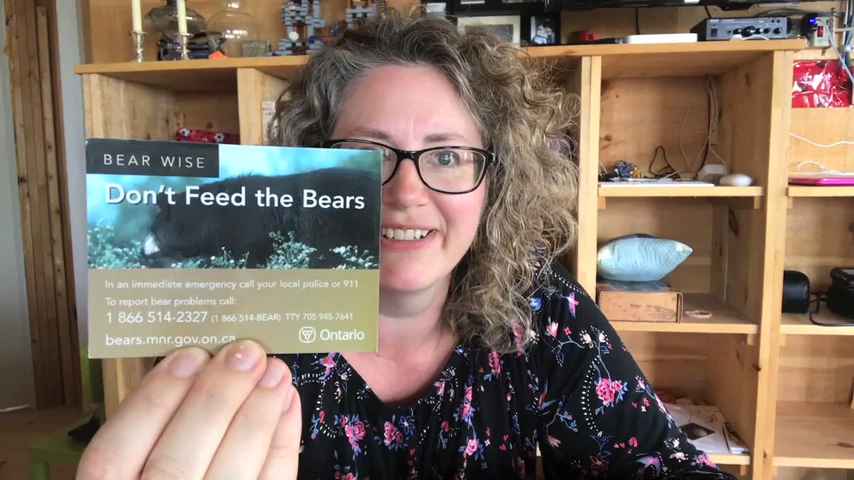 BEAR WISE
Don't Feed the Bears
In an immediate emergency call your local police or 911
To report bear problems call:
1 866 514-2327 (1 866 514-BEAR) TTY 705 945-7641
bears.mnr.gov.on.ca
Ontario